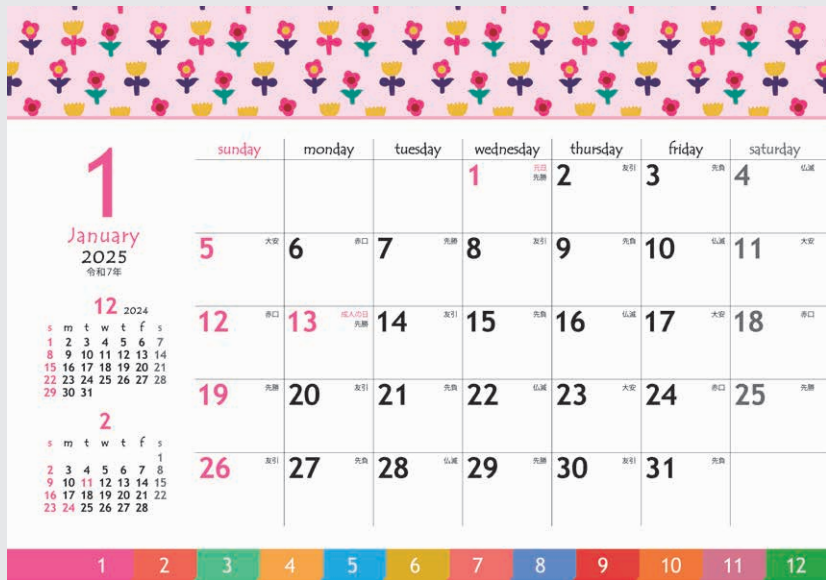 1
January
2025
令和7年
12 2024
s m t w t f s
1 2 3 4 5 6 7
8 9 10 11 12 13 14
15 16 17 18 19 20 21
22 23 24 25 26 27 28
29 30 31
2
s m t w t f s
1
2 3 4 5 6 7 8
9 10 11 12 13 14 15
16 17 18 19 20 21 22
23 24 25 26 27 28
sunday monday tuesday wednesday thursday friday saturday
1 元日 2 友引 3 先負 4 仏滅
先勝
5 大安 6 赤口 7 先勝 8 友引 9 先負 10 仏滅 11 大安
12 赤口 13 成人の日 14 友引 15 先負 16 仏滅 17 大安 18 赤口
先勝
19 先勝 20 友引 21 先負 22 仏滅 23 大安 24 赤口 25 先勝
26 友引 27 先負 28 仏滅 29 先勝 30 友引 31 先負
1 2 3 4 5 6 7 8 9 10 11 12